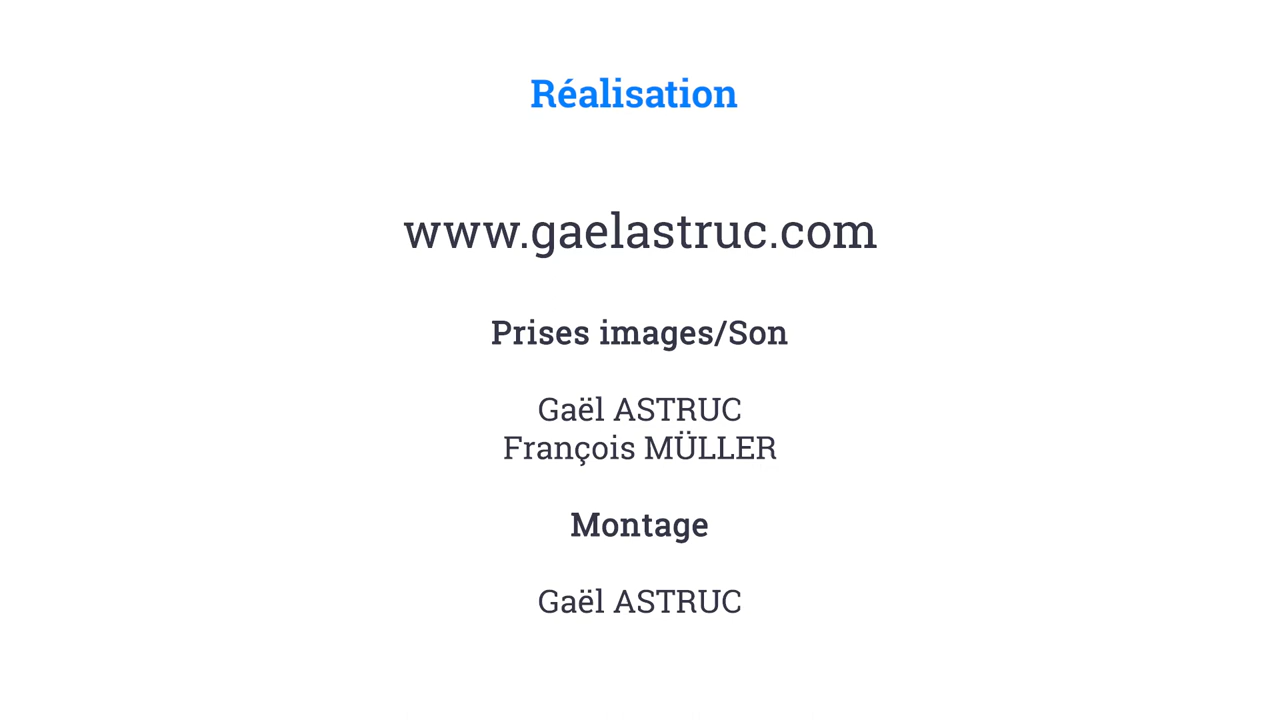 Réalisation
www.gaelastruc.com
Prises images/Son
Gaël ASTRUC
François MÜLLER
Montage
Gaël ASTRUC